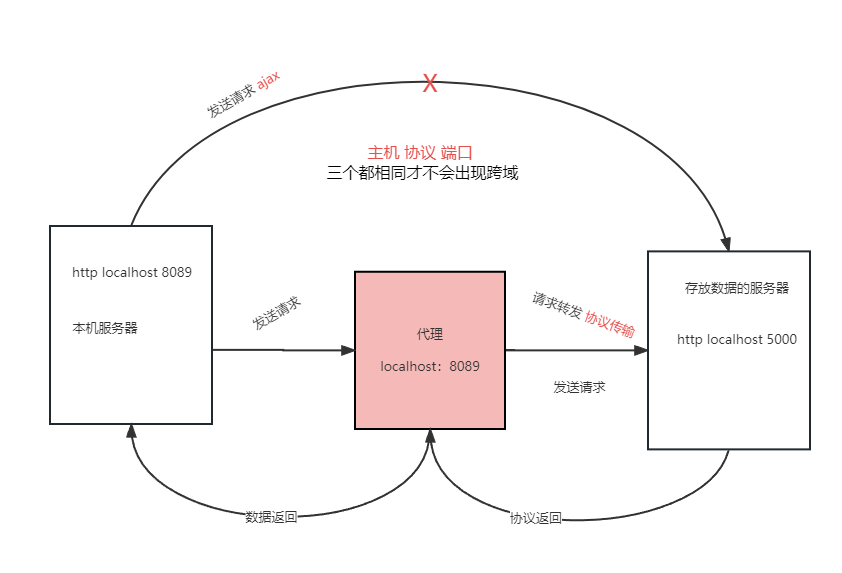 发送请求 ajax
X
主机 协议 端口
三个都相同才不会出现跨域
http localhost 8089
本机服务器
发送请求
代理
localhost：8089
请求转发 协议传输
发送请求
存放数据的服务器
http localhost 5000
数据返回
协议返回